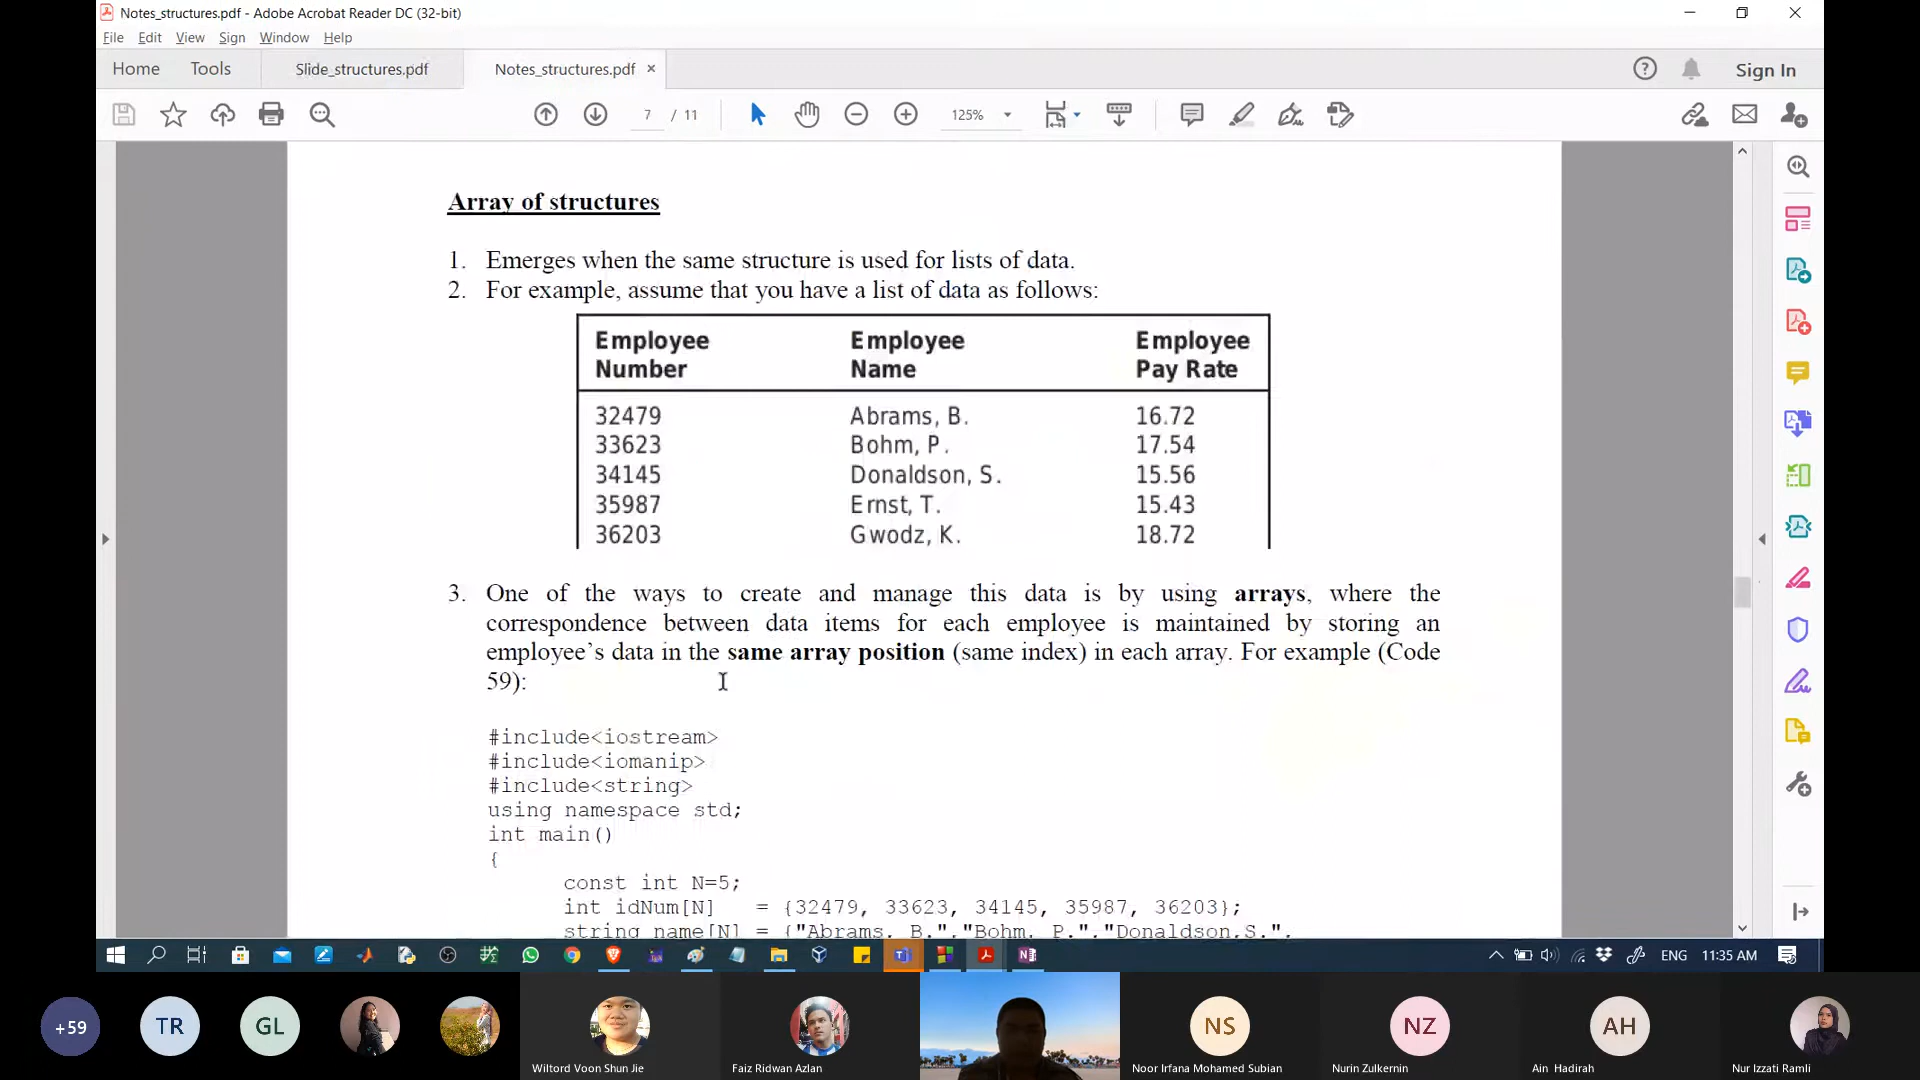 Notes_structures.pdf - Adobe Acrobat Reader DC (32-bit)
File Edit View Sign Window Help
Home Tools Slide_structures.pdf Notes_structures.pdf × Sign In
7 / 11 125%
Array of structures
1. Emerges when the same structure is used for lists of data.
2. For example, assume that you have a list of data as follows:
Employee Number Employee Name Employee Pay Rate
32479 Abrams, B. 16.72
33623 Bohm, P. 17.54
34145 Donaldson, S. 15.56
35987 Ernst, T. 15.43
36203 Gwodz, K. 18.72
3. One of the ways to create and manage this data is by using arrays, where the
correspondence between data items for each employee is maintained by storing an
employee's data in the same array position (same index) in each array. For example (Code
59):
#include<iostream>
#include<iomanip>
#include<string>
using namespace std;
int main()
{
const int N=5;
int idNum[N] = {32479, 33623, 34145, 35987, 36203};
string name[N] = {"Abrams, B.","Bohm, P.","Donaldson,S.",
ENG 11:35 AM
+59 TR GL NS NZ AH
Wiltord Voon Shun Jie Faiz Ridwan Azlan Noor Irfana Mohamed Subian Nurin Zulkernin Ain Hadirah Nur Izzati Ramli